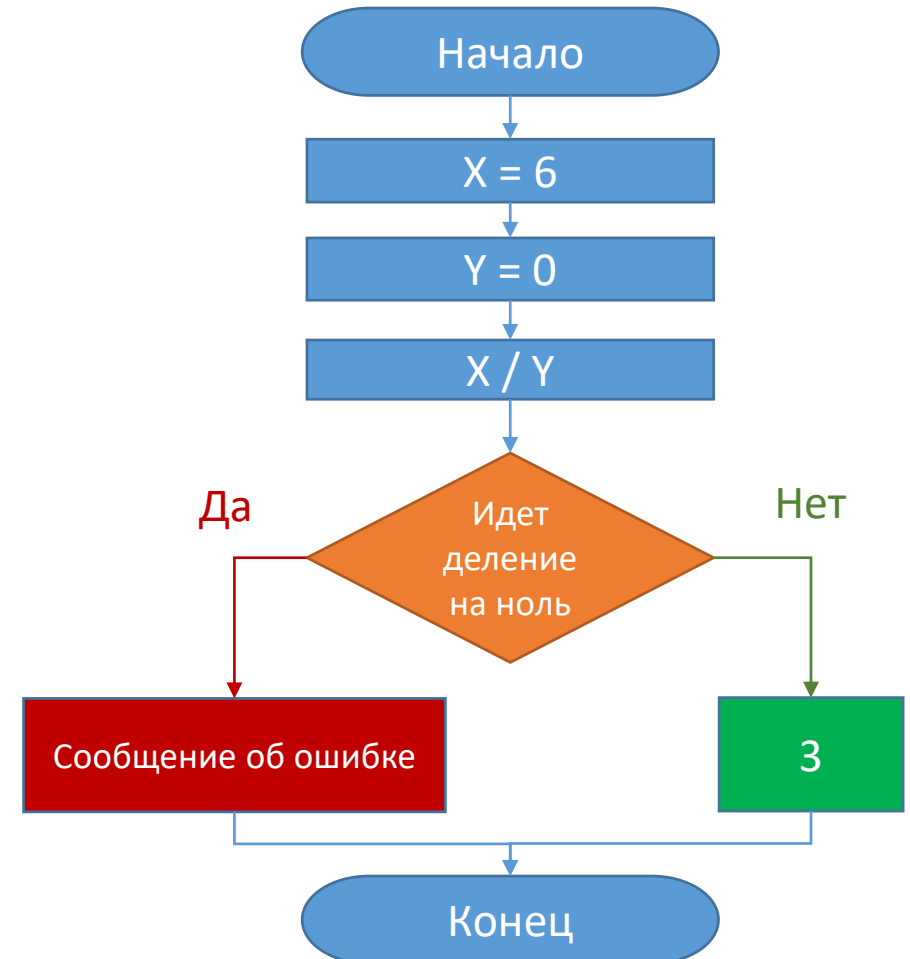 Начало
X = 6
Y = 0
X / Y
Да
Нет
Идет
деление
на ноль
Сообщение об ошибке
3
Конец